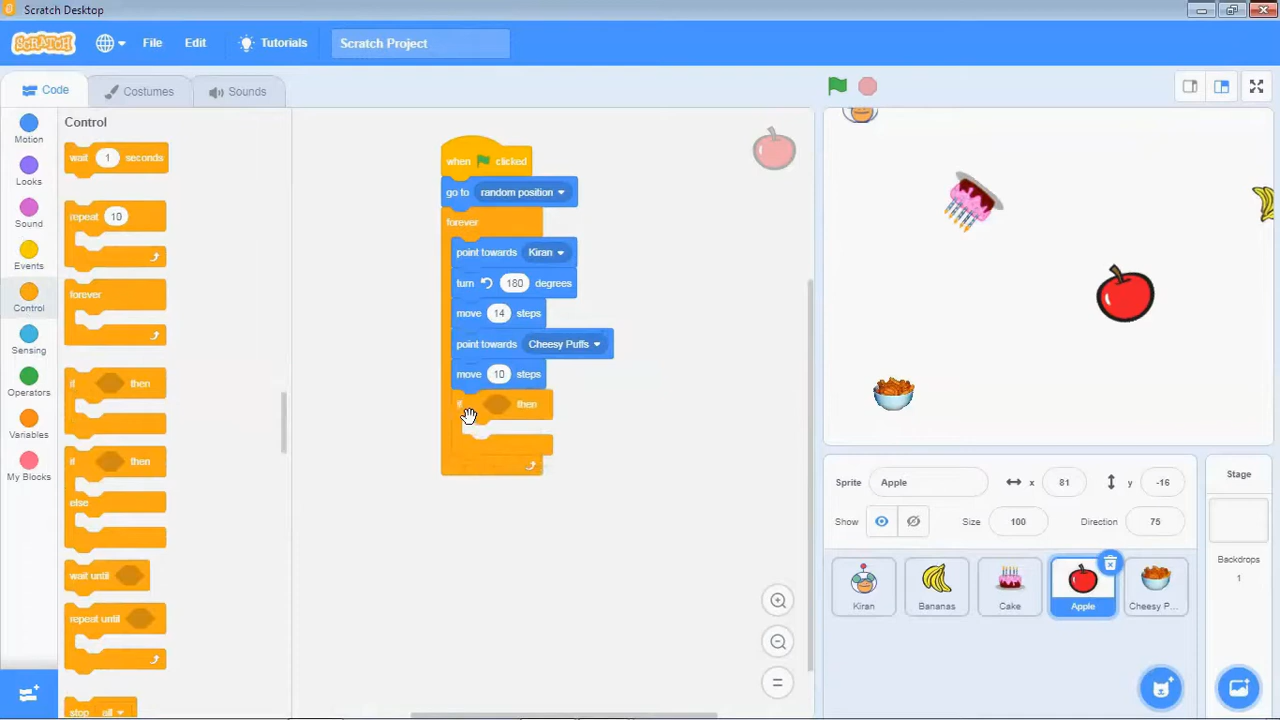 Scratch Desktop
SCRATCH
File
Edit
Tutorials
Scratch Project
Code
Costumes
Sounds
Motion
Looks
Sound
Events
Control
Sensing
Operators
Variables
My Blocks
Control
wait 1 seconds
repeat 10
forever
if then
if then
else
wait until
repeat until
stop all
when clicked
go to random position
forever
point towards Kiran
turn 180 degrees
move 14 steps
point towards Cheesy Puffs
move 10 steps
if then
Sprite Apple x 81 y -16
Show Size 100 Direction 75
Kiran
Bananas
Cake
Apple
Cheesy P...
Stage
Backdrops
1